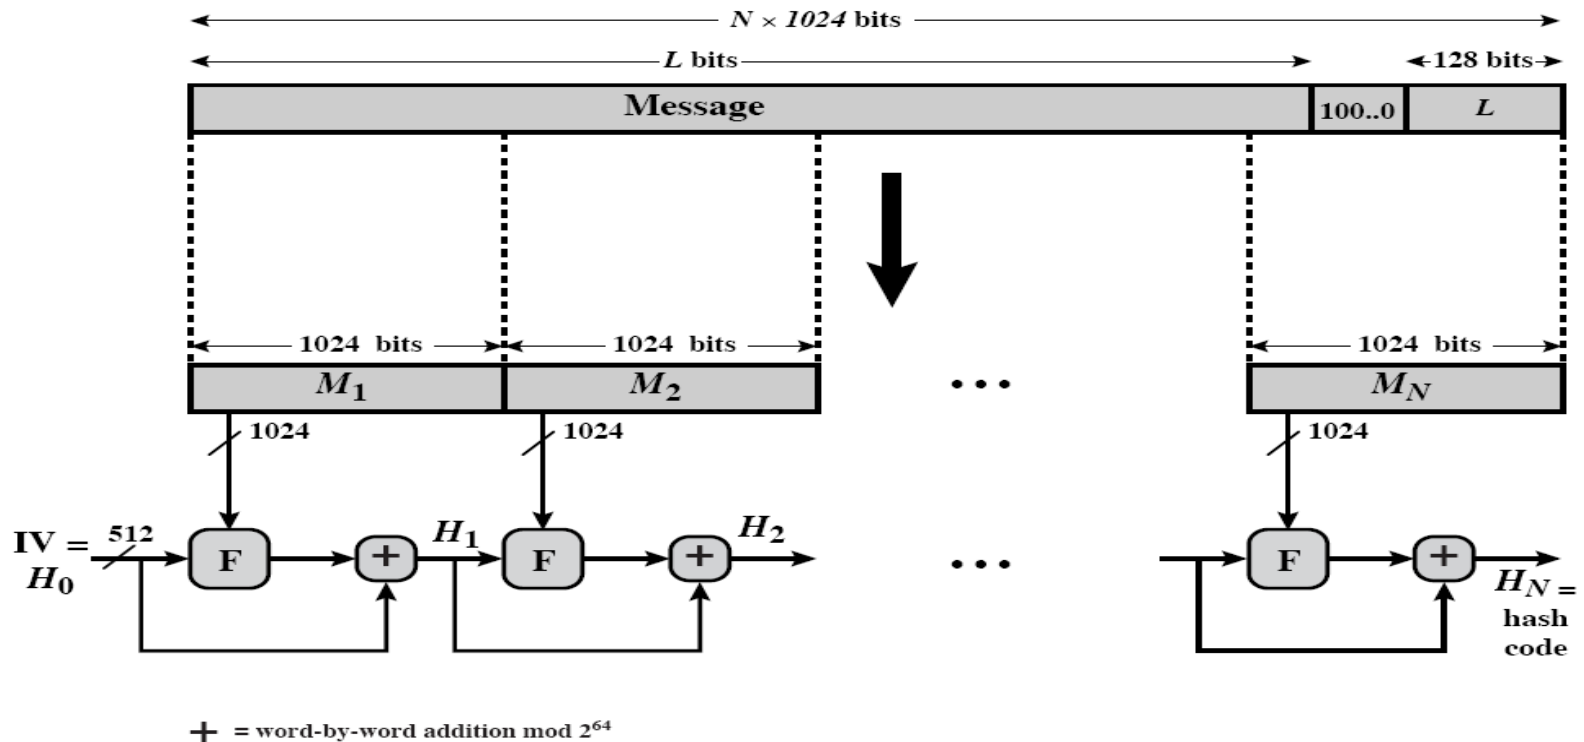 N × 1024 bits
L bits 128 bits
Message 100..0 L
1024 bits 1024 bits 1024 bits
M1 M2 ... MN
1024 1024 1024
IV = H0 512 F + H1 F + H2 ... F + HN = hash code
+ = word-by-word addition mod 2^64